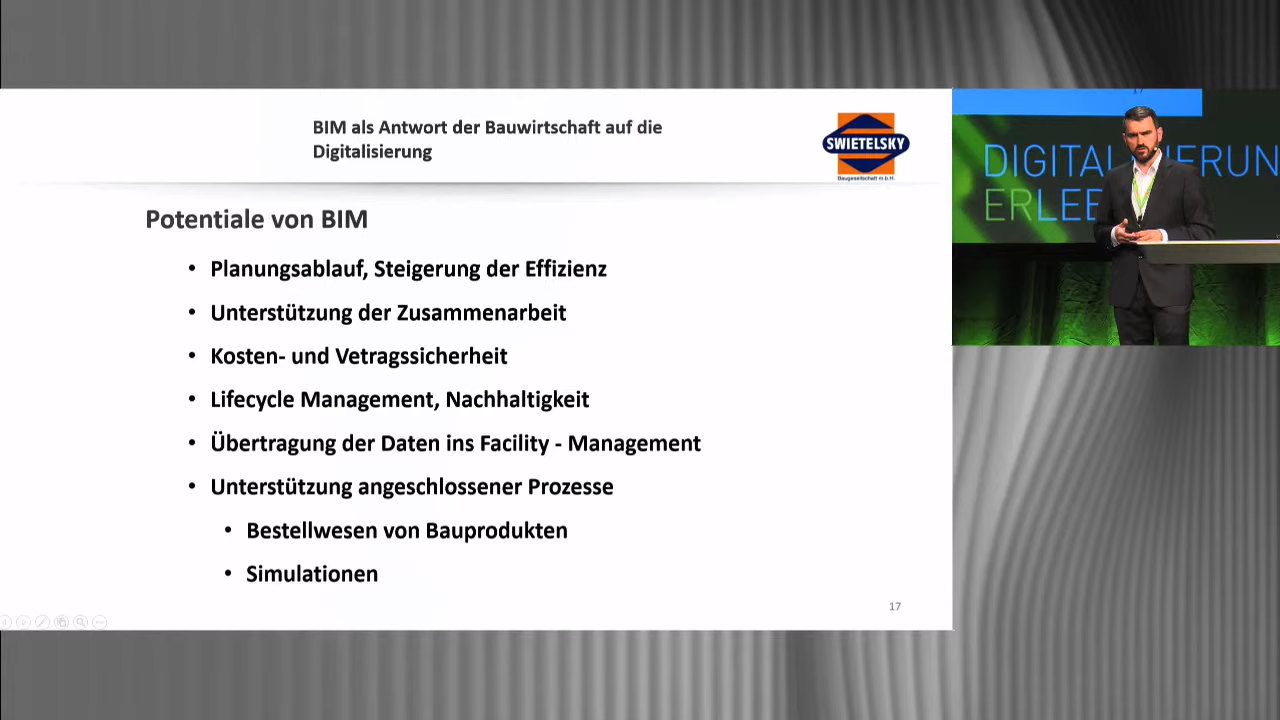 BIM als Antwort der Bauwirtschaft auf die
Digitalisierung
SWIETELSKY
Baugesellschaft m.b.H.
Potentiale von BIM
• Planungsablauf, Steigerung der Effizienz
• Unterstützung der Zusammenarbeit
• Kosten- und Vetragssicherheit
• Lifecycle Management, Nachhaltigkeit
• Übertragung der Daten ins Facility - Management
• Unterstützung angeschlossener Prozesse
• Bestellwesen von Bauprodukten
• Simulationen
17